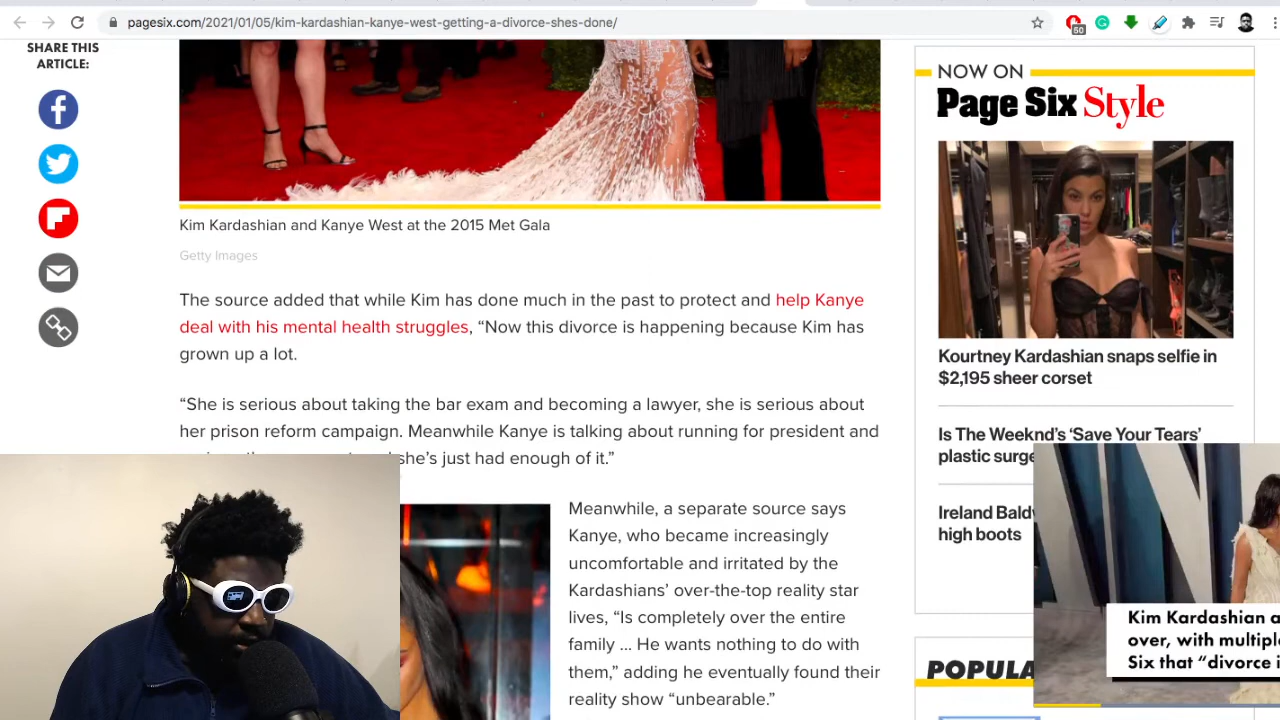 pagesix.com/2021/01/05/kim-kardashian-kanye-west-getting-a-divorce-shes-done/
50
SHARE THIS
ARTICLE:
Kim Kardashian and Kanye West at the 2015 Met Gala
Getty Images
The source added that while Kim has done much in the past to protect and help Kanye
deal with his mental health struggles, “Now this divorce is happening because Kim has
grown up a lot.
“She is serious about taking the bar exam and becoming a lawyer, she is serious about
her prison reform campaign. Meanwhile Kanye is talking about running for president and
she’s just had enough of it.”
Meanwhile, a separate source says
Kanye, who became increasingly
uncomfortable and irritated by the
Kardashians’ over-the-top reality star
lives, “Is completely over the entire
family ... He wants nothing to do with
them,” adding he eventually found their
reality show “unbearable.”
NOW ON
Page Six Style
Kourtney Kardashian snaps selfie in
$2,195 sheer corset
Is The Weeknd’s ‘Save Your Tears’
plastic surge
Ireland Bald
high boots
POPULA
Kim Kardashian a
over, with multiple
Six that “divorce i